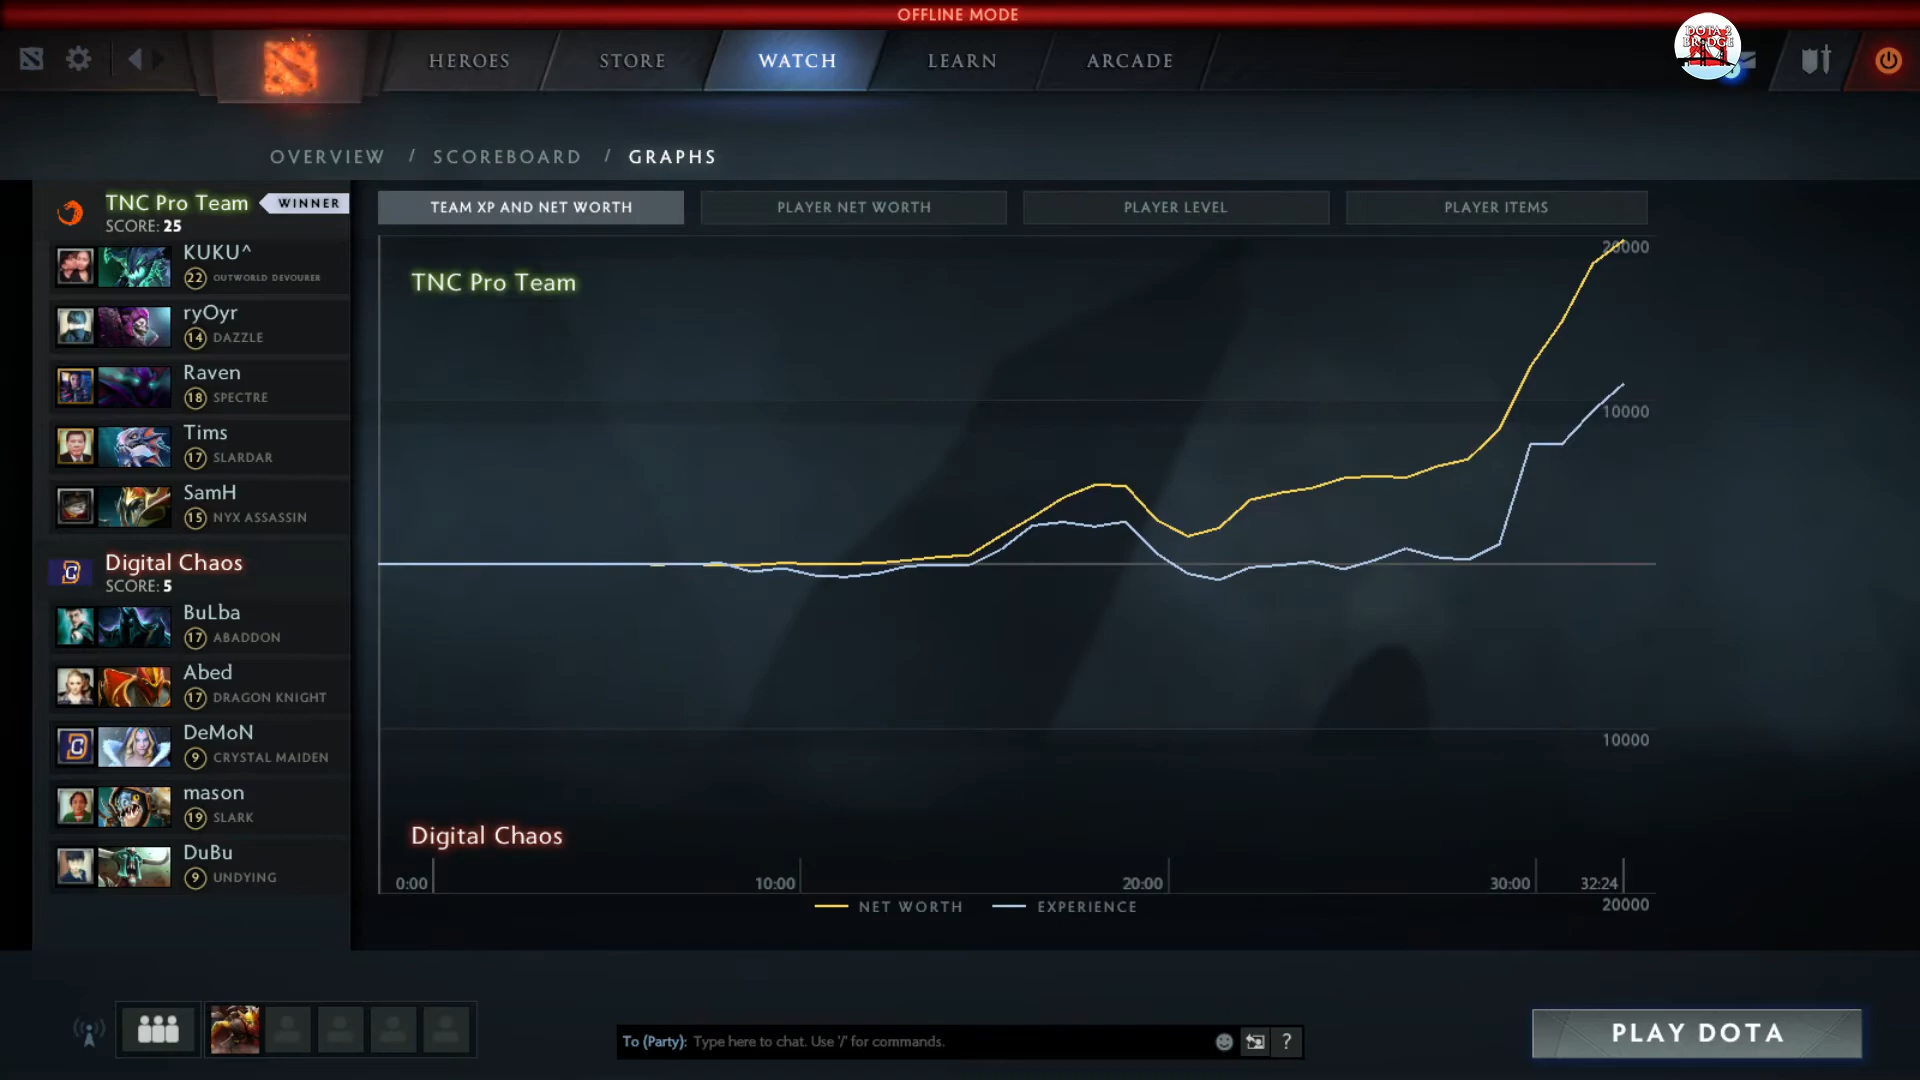 OFFLINE MODE
HEROES
STORE
WATCH
LEARN
ARCADE
DOTA 2
BRIDGE
OVERVIEW / SCOREBOARD / GRAPHS
TNC Pro Team
WINNER
SCORE: 25
KUKU^
22 OUTWORLD DEVOURER
ryOyr
14 DAZZLE
Raven
18 SPECTRE
Tims
17 SLARDAR
SamH
15 NYX ASSASSIN
Digital Chaos
SCORE: 5
BuLba
17 ABADDON
Abed
17 DRAGON KNIGHT
DeMoN
9 CRYSTAL MAIDEN
mason
19 SLARK
DuBu
9 UNDYING
TEAM XP AND NET WORTH
PLAYER NET WORTH
PLAYER LEVEL
PLAYER ITEMS
TNC Pro Team
20000
10000
10000
Digital Chaos
0:00
10:00
20:00
30:00
32:24
20000
NET WORTH
EXPERIENCE
To (Party): Type here to chat. Use '/' for commands.
?
PLAY DOTA